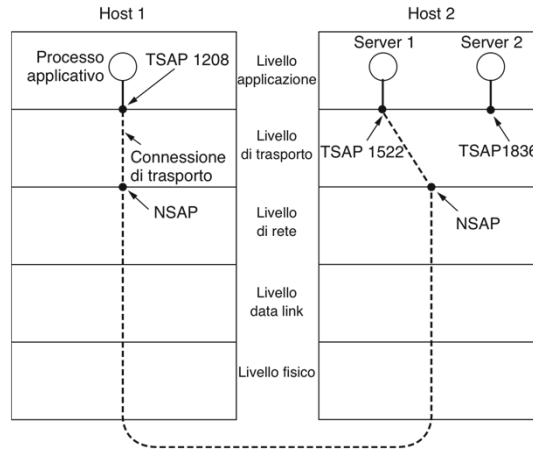 Host 1
Host 2
Processo
applicativo
TSAP 1208
Livello
applicazione
Server 1
Server 2
Connessione
di trasporto
Livello
di trasporto
TSAP 1522
TSAP1836
NSAP
Livello
di rete
NSAP
Livello
data link
Livello fisico